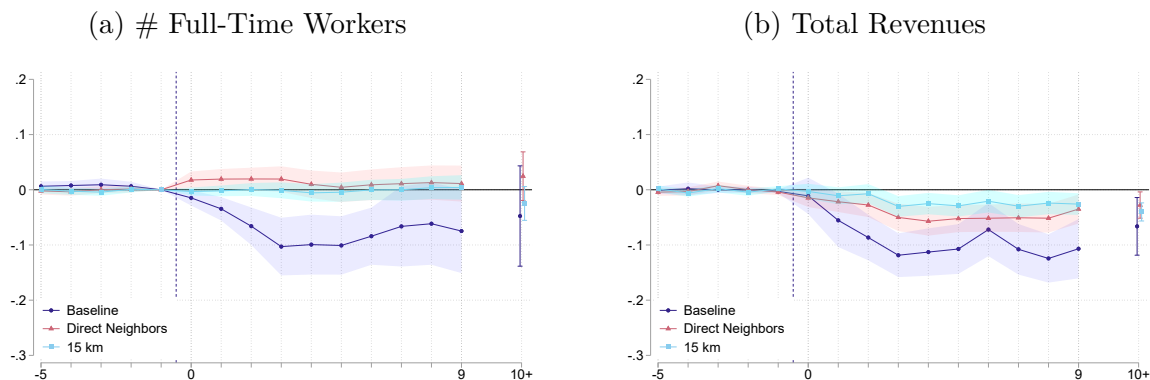 (a) # Full-Time Workers
.2
.1
0
-.1
-.2
-.3
Baseline
Direct Neighbors
15 km
-5 0 9 10+
(b) Total Revenues
.2
.1
0
-.1
-.2
-.3
Baseline
Direct Neighbors
15 km
-5 0 9 10+